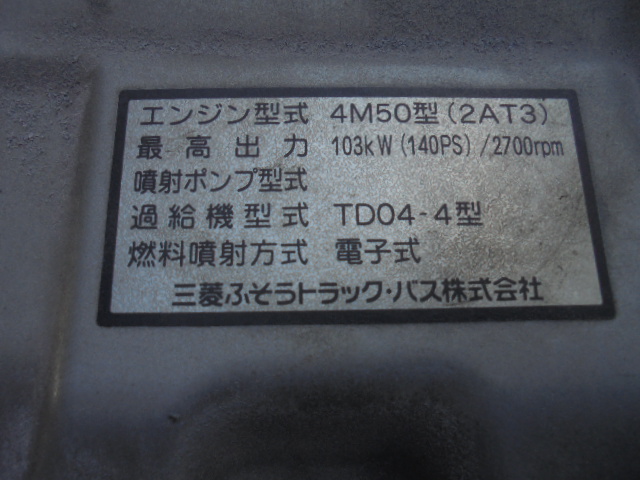 エンジン型式 4M50型(2AT3)
最高出力 103kW(140PS)/2700rpm
噴射ポンプ型式
過給機型式 TD04-4型
燃料噴射方式 電子式
三菱ふそうトラック・バス株式会社